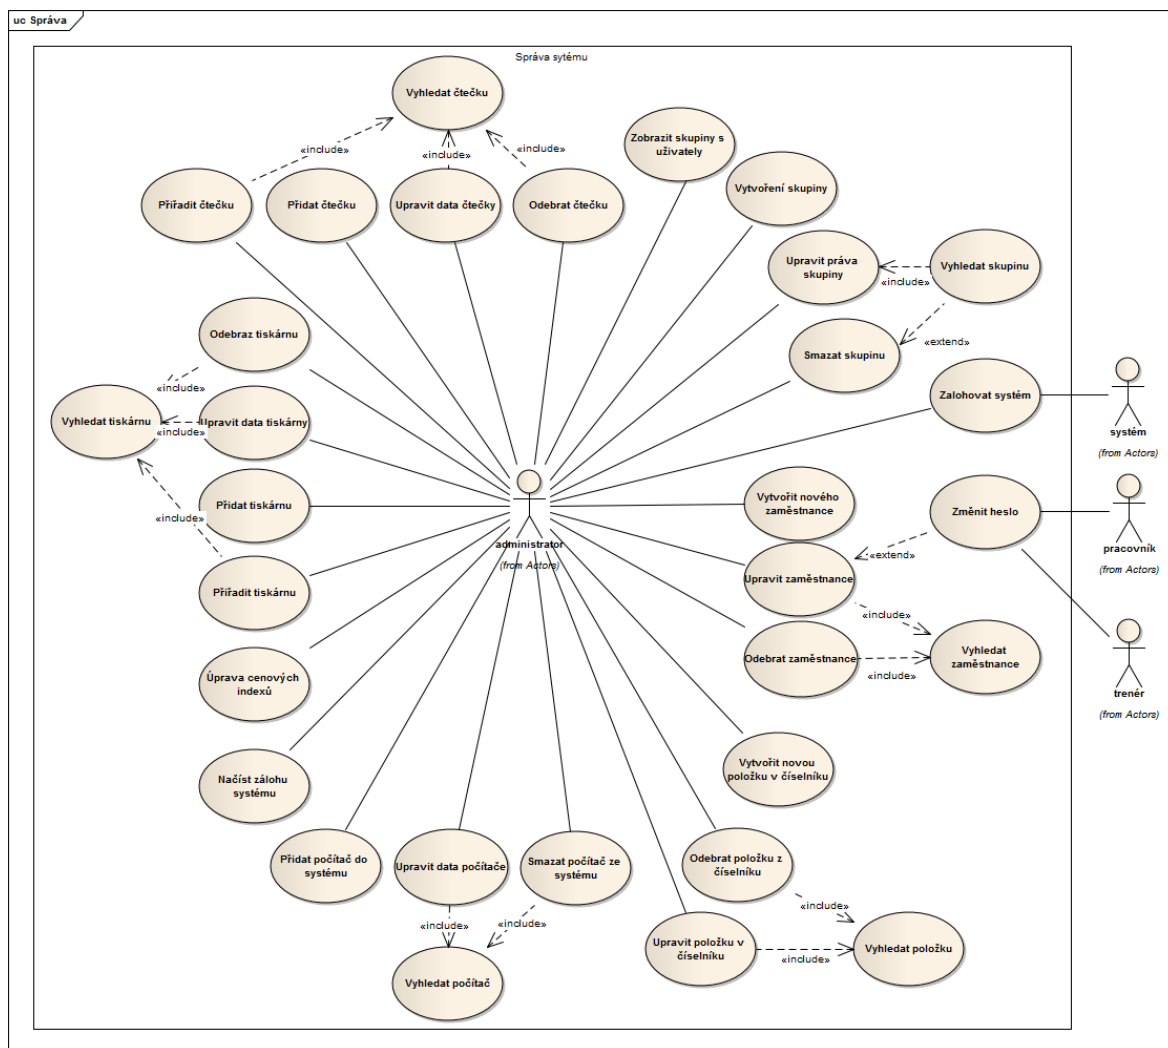 uc Správa
Správa sytému
Vyhledat čtečku
«include»
«include»
«include»
Přiřadit čtečku
Přidat čtečku
Upravit data čtečky
Odebrat čtečku
Zobrazit skupiny s
uživately
Vytvoření skupiny
Upravit práva
skupiny
«include»
Vyhledat skupinu
Smazat skupinu
«extend»
Zalohovat systém
systém
(from Actors)
Odebraz tiskárnu
«include»
Vyhledat tiskárnu
«include»
Upravit data tiskárny
Přidat tiskárnu
«include»
Přiřadit tiskárnu
administrator
(from Actors)
Vytvořit nového
zaměstnance
Změnit heslo
pracovník
(from Actors)
«extend»
Upravit zaměstnance
«include»
Odebrat zaměstnance
«include»
Vyhledat
zaměstnance
trenér
(from Actors)
Úprava cenových
indexů
Načíst zálohu
systému
Vytvořit novou
položku v číselníku
Přidat počítač do
systému
Upravit data počítače
Smazat počítač ze
systému
Odebrat položku z
číselníku
«include»
«include»
«include»
Upravit položku v
číselníku
«include»
Vyhledat položku
Vyhledat počítač